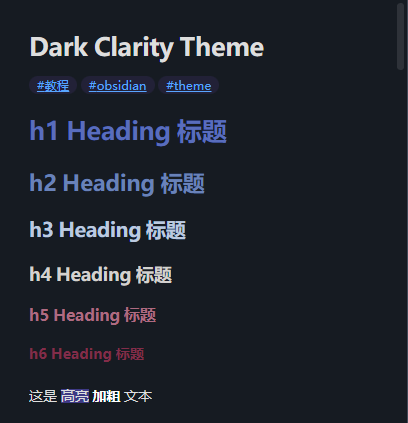 Dark Clarity Theme
#教程 #obsidian #theme
h1 Heading 标题
h2 Heading 标题
h3 Heading 标题
h4 Heading 标题
h5 Heading 标题
h6 Heading 标题
这是 高亮 加粗 文本